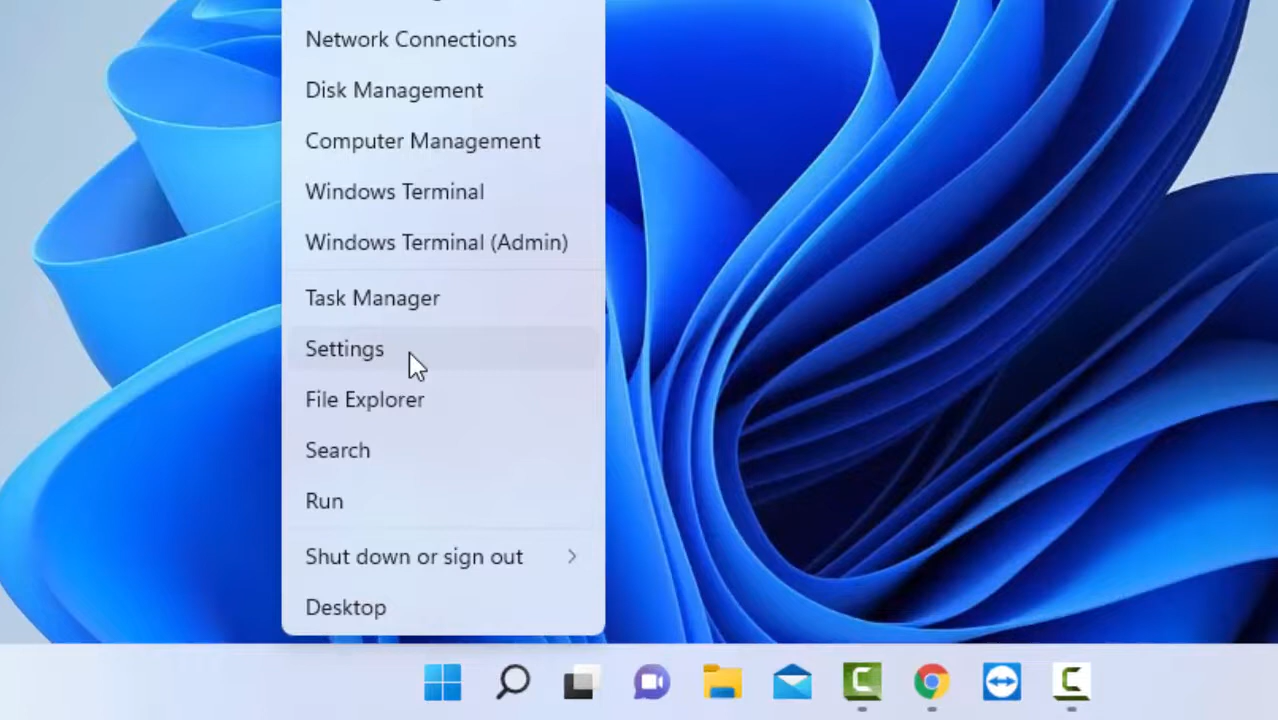 Network Connections
Disk Management
Computer Management
Windows Terminal
Windows Terminal (Admin)
Task Manager
Settings
File Explorer
Search
Run
Shut down or sign out
Desktop